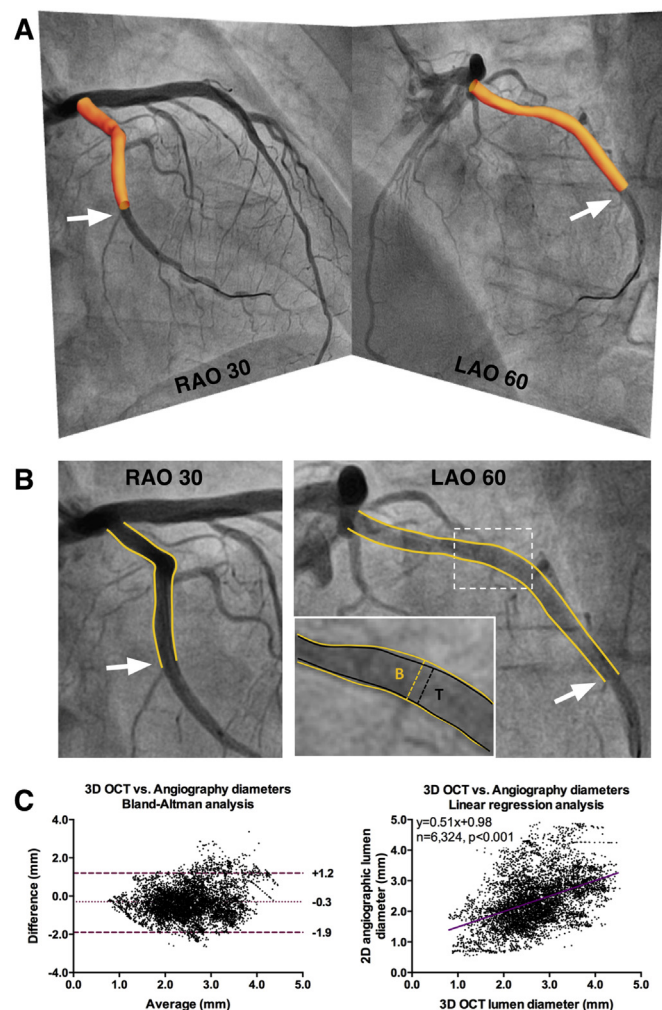 A
RAO 30
LAO 60
B
RAO 30
LAO 60
B
T
C
3D OCT vs. Angiography diameters
Bland-Altman analysis
Difference (mm)
4.0
2.0
0.0
-2.0
-4.0
+1.2
-0.3
-1.9
0.0 1.0 2.0 3.0 4.0 5.0
Average (mm)
3D OCT vs. Angiography diameters
Linear regression analysis
y=0.51x+0.98
n=6,324, p<0.001
2D angiographic lumen
diameter (mm)
5.0
4.0
3.0
2.0
1.0
0.0
0.0 1.0 2.0 3.0 4.0 5.0
3D OCT lumen diameter (mm)